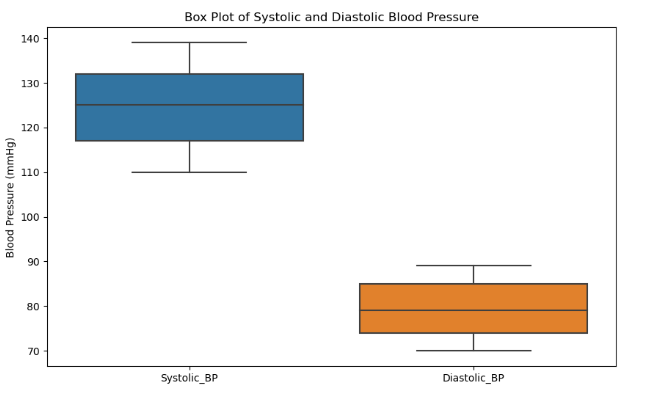 Box Plot of Systolic and Diastolic Blood Pressure
Blood Pressure (mmHg)
140
130
120
110
100
90
80
70
Systolic_BP
Diastolic_BP